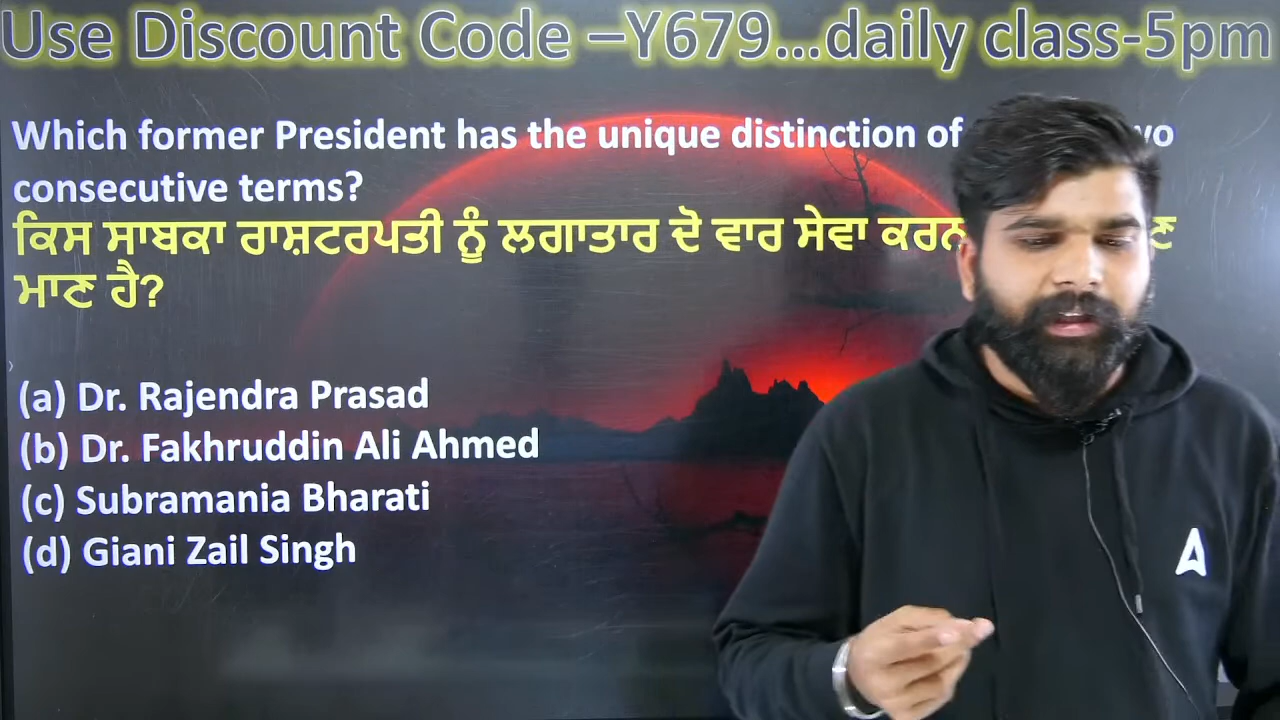 Use Discount Code –Y679...daily class-5pm
Which former President has the unique distinction of
consecutive terms?
ਕਿਸ ਸਾਬਕਾ ਰਾਸ਼ਟਰਪਤੀ ਨੂੰ ਲਗਾਤਾਰ ਦੋ ਵਾਰ ਸੇਵਾ
ਮਾਣ ਹੈ?
(a) Dr. Rajendra Prasad
(b) Dr. Fakhruddin Ali Ahmed
(c) Subramania Bharati
(d) Giani Zail Singh